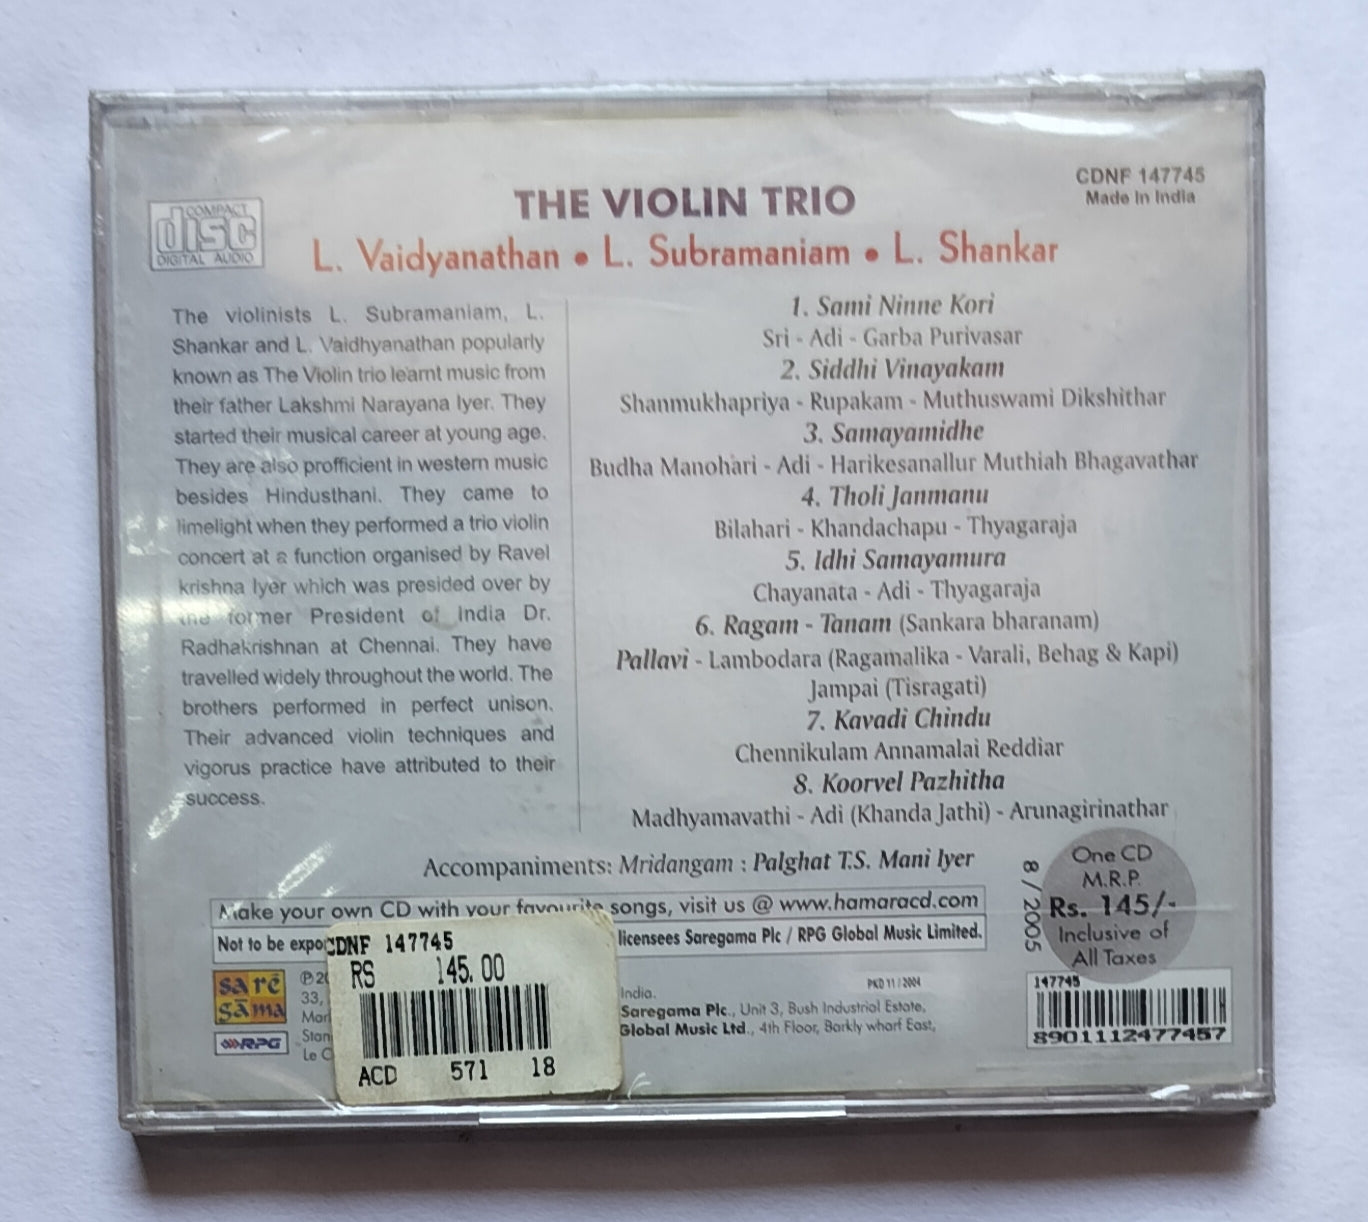 COMPACT
disc
DIGITAL AUDIO
THE VIOLIN TRIO
L. Vaidyanathan • L. Subramaniam • L. Shankar
CDNF 147745
Made in India
The violinists L. Subramaniam, L.
Shankar and L. Vaidhyanathan popularly
known as The Violin trio learnt music from
their father Lakshmi Narayana Iyer. They
started their musical career at young age.
They are also profficient in western music
besides Hindusthani. They came to
limelight when they performed a trio violin
concert at a function organised by Ravel
krishna Iyer which was presided over by
the former President of India Dr.
Radhakrishnan at Chennai. They have
travelled widely throughout the world. The
brothers performed in perfect unison.
Their advanced violin techniques and
vigorus practice have attributed to their
success.
1. Sami Ninne Kori
Sri - Adi - Garba Purivasar
2. Siddhi Vinayakam
Shanmukhapriya - Rupakam - Muthuswami Dikshithar
3. Samayamidhe
Budha Manohari - Adi - Harikesanallur Muthiah Bhagavathar
4. Tholi Janmanu
Bilahari - Khandachapu - Thyagaraja
5. Idhi Samayamura
Chayanata - Adi - Thyagaraja
6. Ragam - Tanam (Sankara bharanam)
Pallavi - Lambodara (Ragamalika - Varali, Behag & Kapi)
Jampai (Tisragati)
7. Kavadi Chindu
Chennikulam Annamalai Reddiar
8. Koorvel Pazhitha
Madhyamavathi - Adi (Khanda Jathi) - Arunagirinathar
Accompaniments: Mridangam : Palghat T.S. Mani Iyer
Make your own CD with your favourite songs, visit us @ www.hamaracd.com
Not to be licensees Saregama Plc / RPG Global Music Limited.
CDNF 147745
RS 145.00
ACD 571 18
sarē
gāma
RPG
33,
India.
PKD 11 / 2004
Saregama Plc., Unit 3, Bush Industrial Estate,
Global Music Ltd., 4th Floor, Barkly wharf East,
8 / 2005
One CD
M.R.P.
Rs. 145/-
Inclusive of
All Taxes
147745
8901112477457